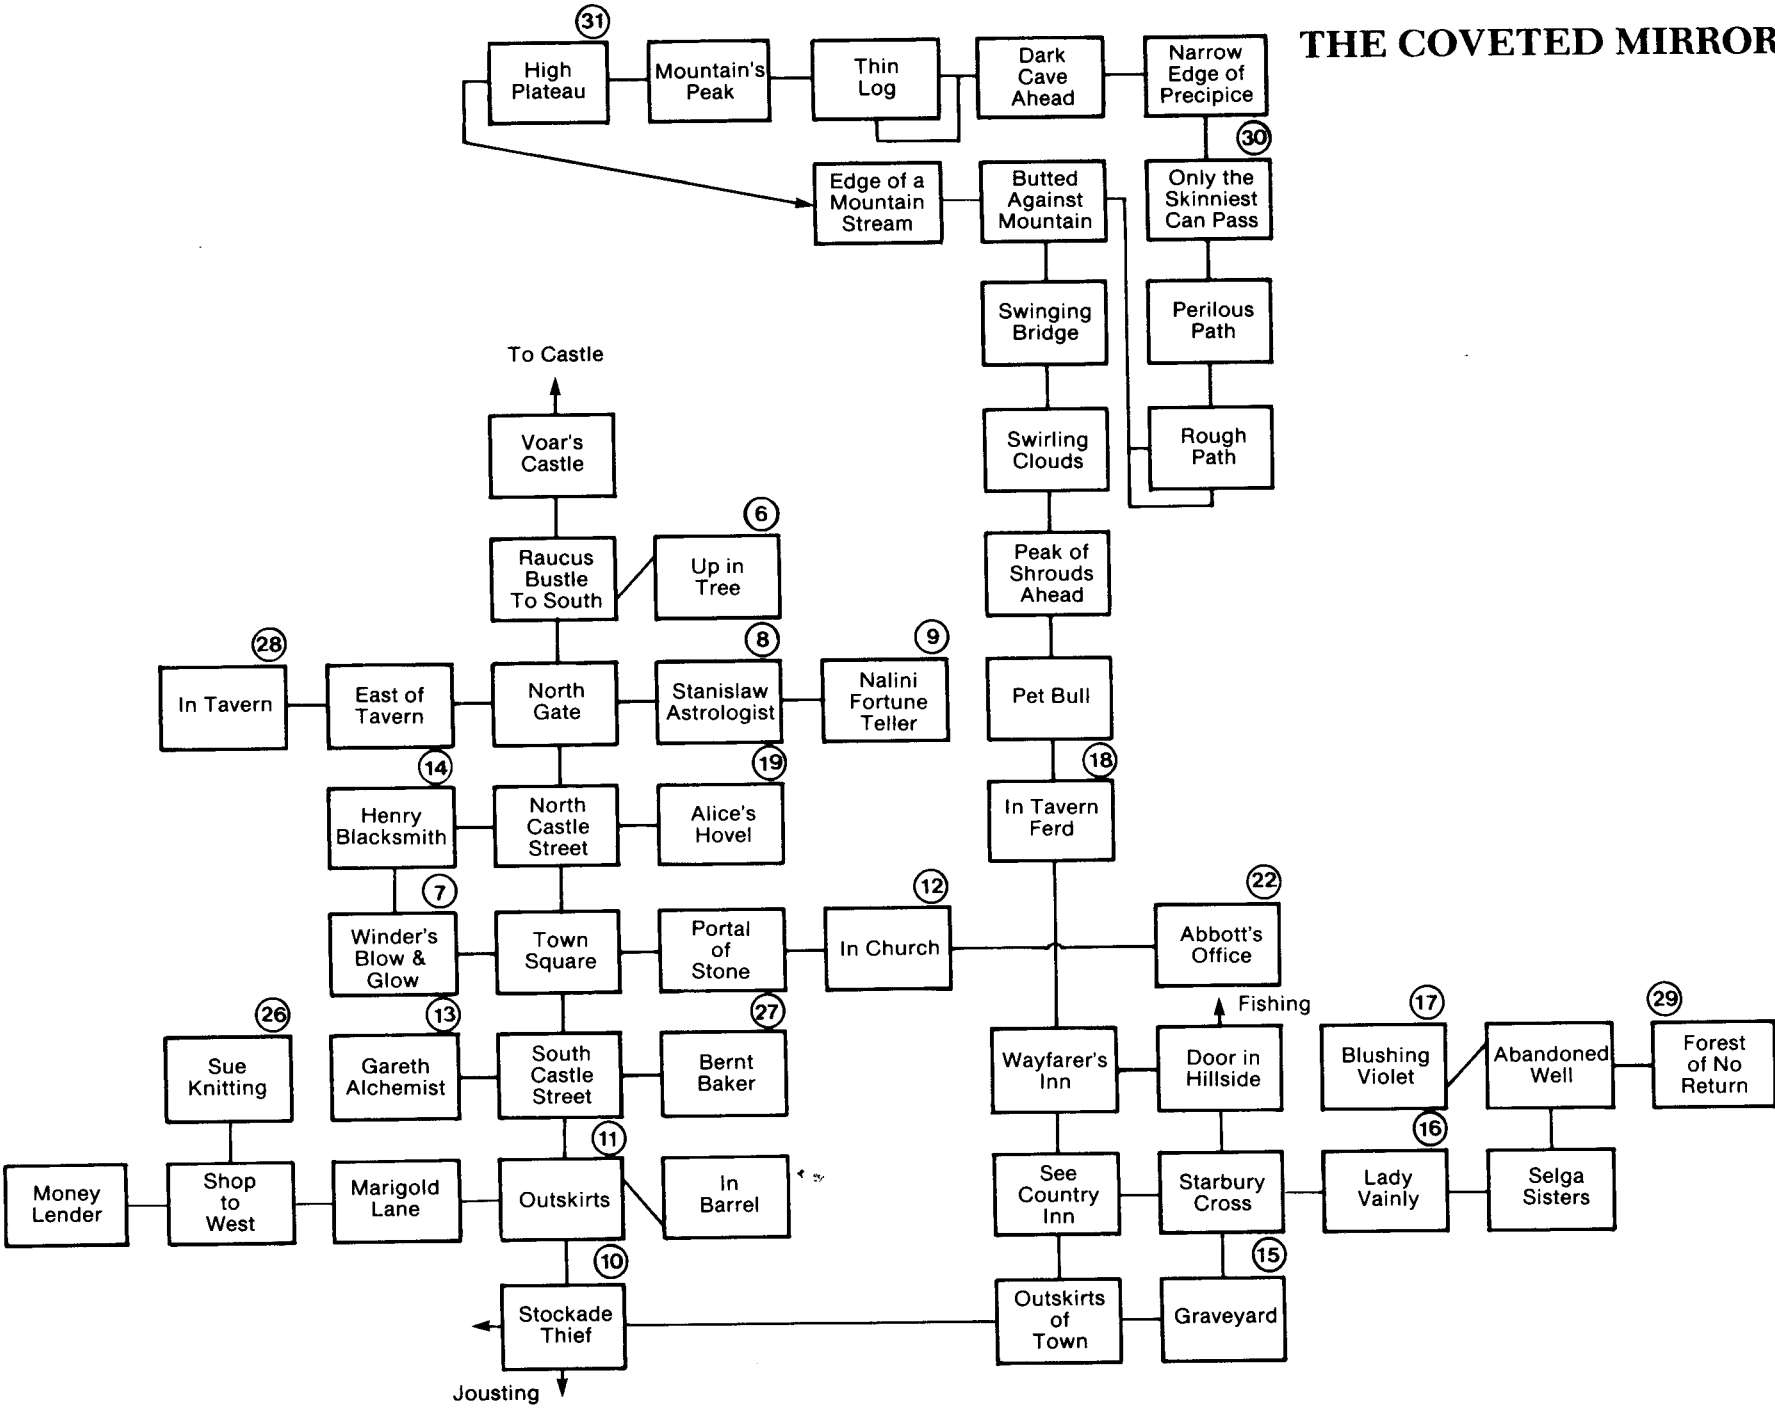 THE COVETED MIRROR
31
High
Plateau
Mountain's
Peak
Thin
Log
Dark
Cave
Ahead
Narrow
Edge of
Precipice
30
Edge of a
Mountain
Stream
Butted
Against
Mountain
Only the
Skinniest
Can Pass
Swinging
Bridge
Perilous
Path
To Castle
Voar's
Castle
Swirling
Clouds
Rough
Path
6
Raucus
Bustle
To South
Up in
Tree
Peak of
Shrouds
Ahead
28
8
9
In Tavern
East of
Tavern
North
Gate
Stanislaw
Astrologist
Nalini
Fortune
Teller
Pet Bull
14
19
18
Henry
Blacksmith
North
Castle
Street
Alice's
Hovel
In Tavern
Ferd
7
12
22
Winder's
Blow &
Glow
Town
Square
Portal
of
Stone
In Church
Abbott's
Office
26
13
27
Fishing
17
29
Sue
Knitting
Gareth
Alchemist
South
Castle
Street
Bernt
Baker
Wayfarer's
Inn
Door in
Hillside
Blushing
Violet
Abandoned
Well
Forest
of No
Return
11
16
Money
Lender
Shop
to
West
Marigold
Lane
Outskirts
In
Barrel
See
Country
Inn
Starbury
Cross
Lady
Vainly
Selga
Sisters
10
15
Stockade
Thief
Outskirts
of
Town
Graveyard
Jousting